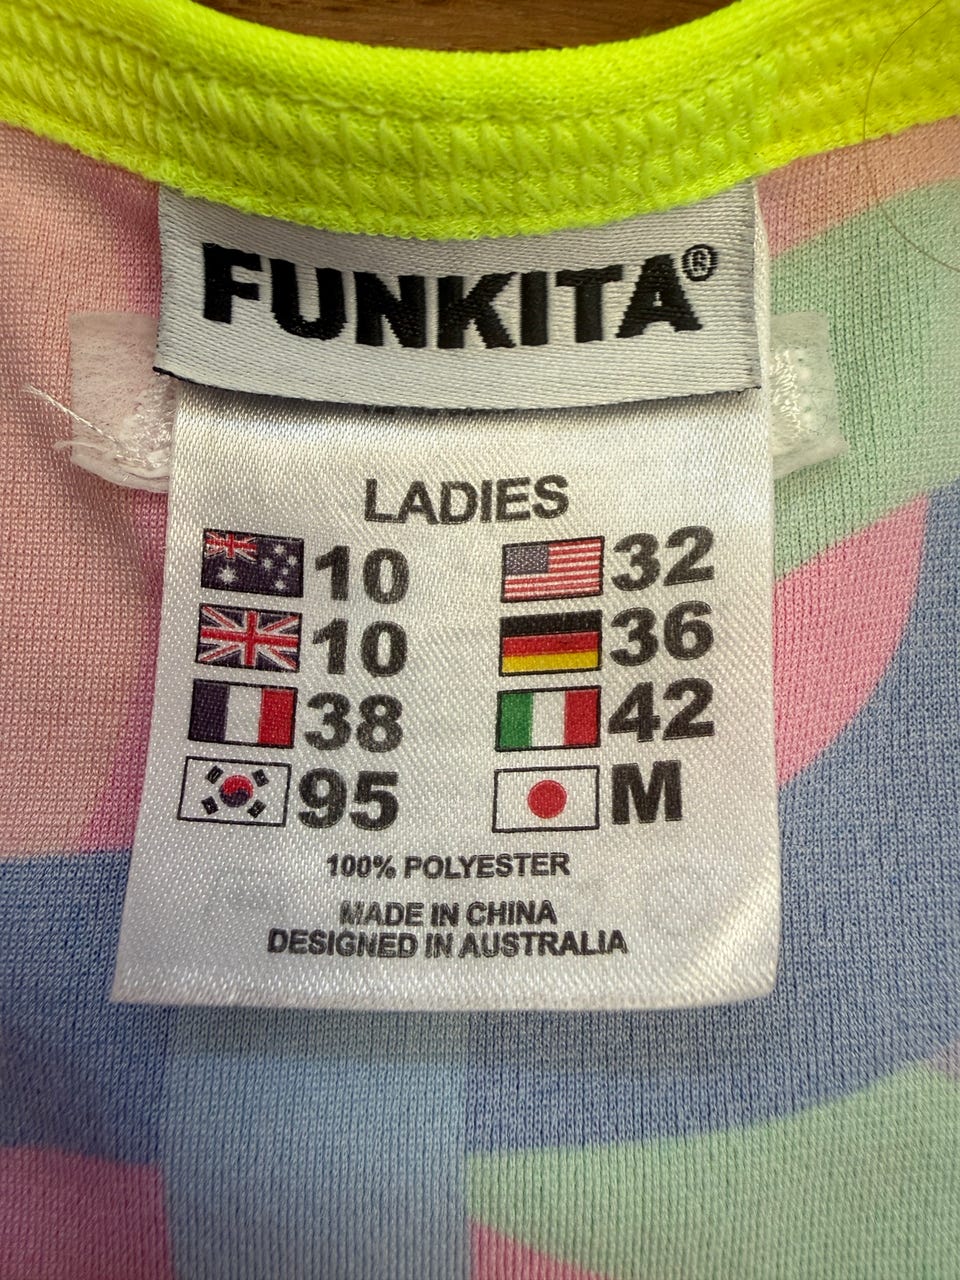 FUNKITA®
LADIES
10 32
10 36
38 42
95 M
100% POLYESTER
MADE IN CHINA
DESIGNED IN AUSTRALIA